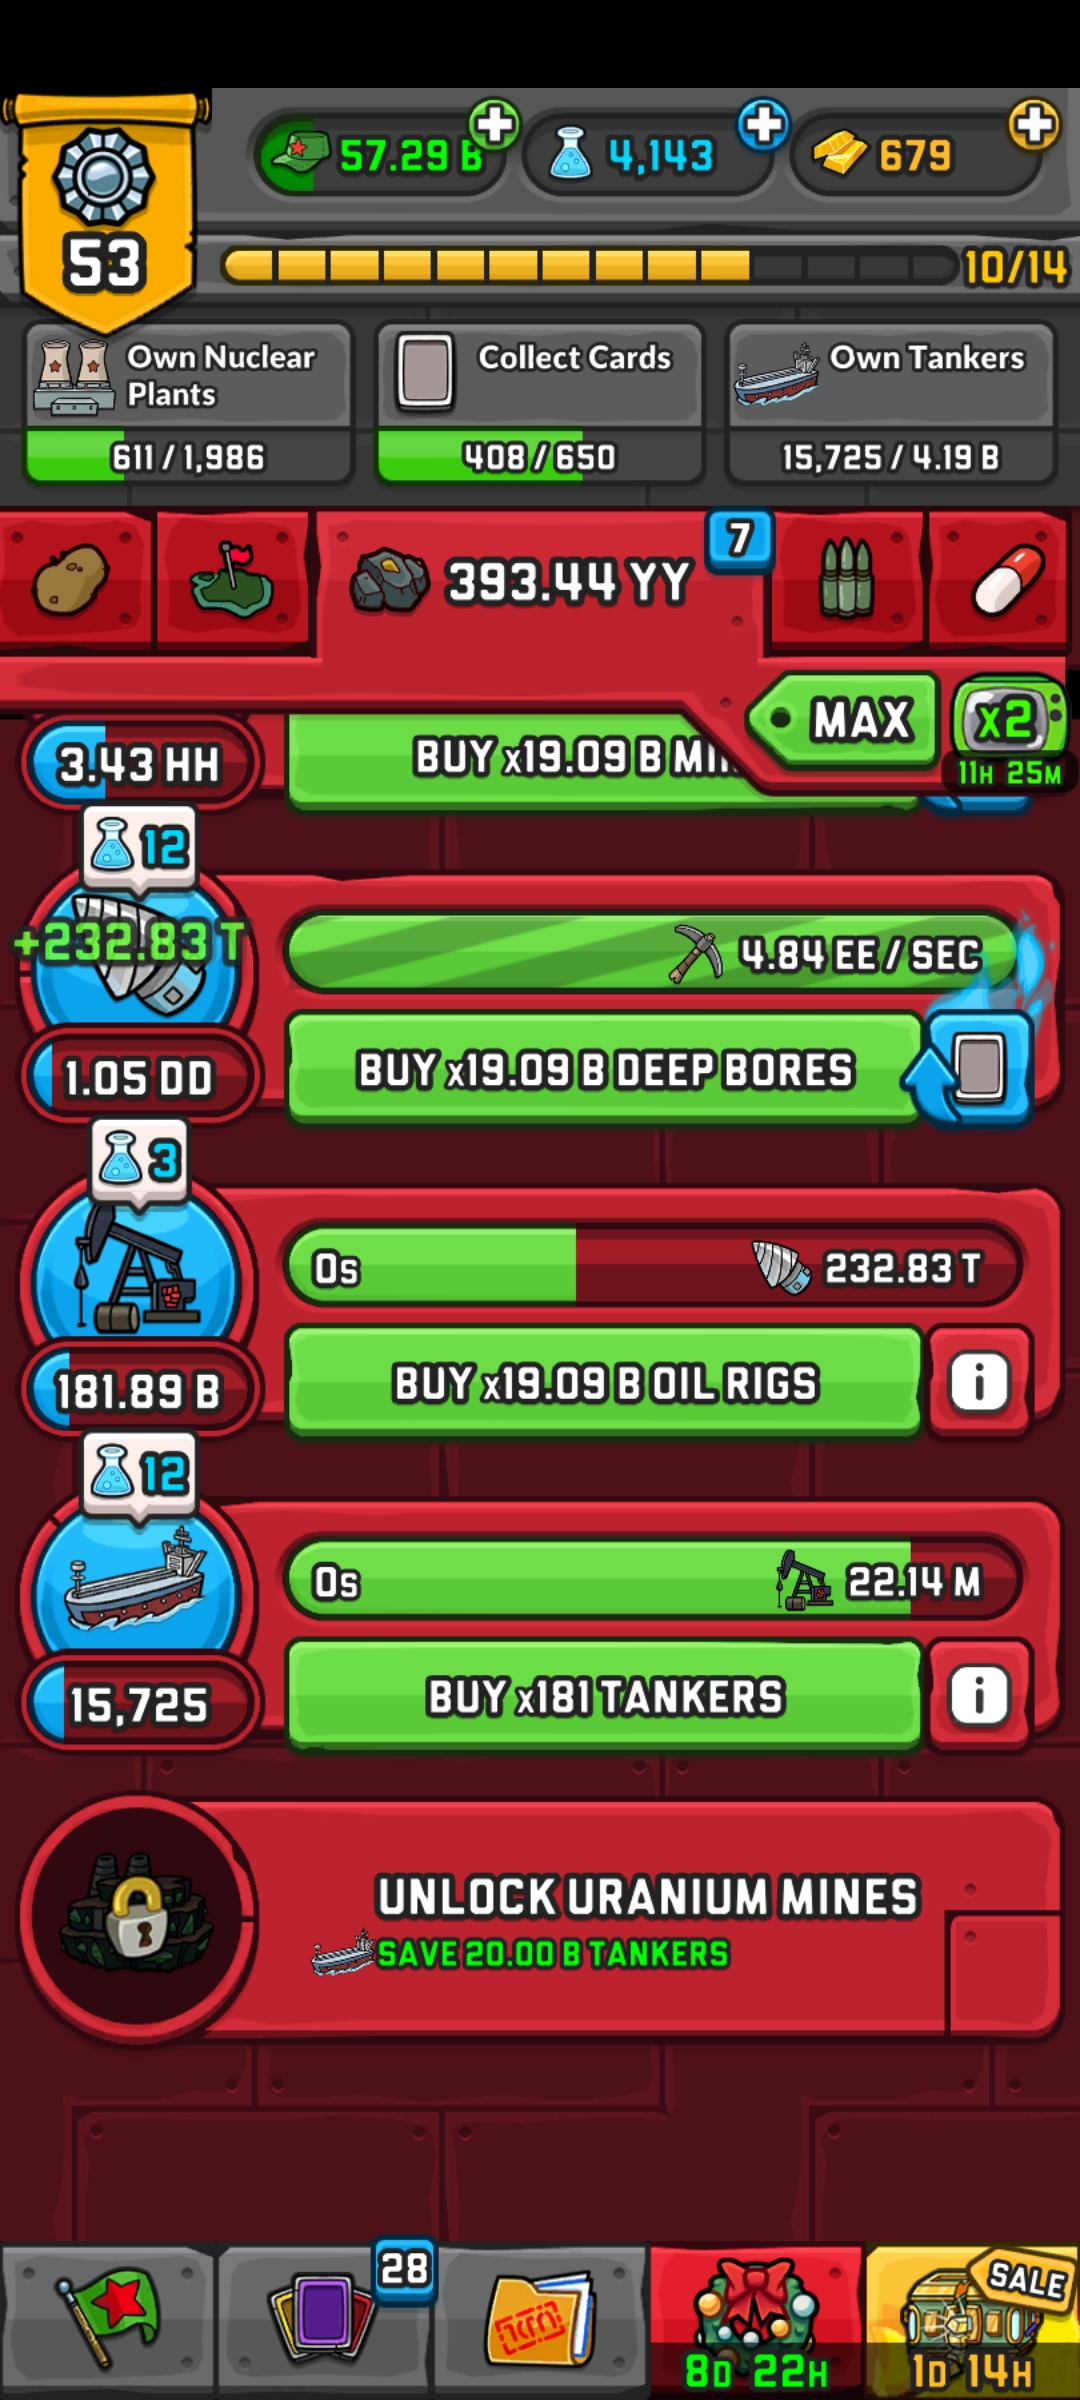 57.29 B
4,143
679
53
10/14
Own Nuclear
Plants
Collect Cards
Own Tankers
611 / 1,986
408 / 650
15,725 / 4.19 B
393.44 YY
7
MAX
x2
11H 25M
3.43 HH
BUY x19.09 B
12
+232.83 T
4.84 EE / SEC
1.05 DD
BUY x19.09 B DEEP BORES
3
0s
232.83 T
181.89 B
BUY x19.09 B OIL RIGS
i
12
0s
22.14 M
15,725
BUY x181 TANKERS
i
UNLOCK URANIUM MINES
SAVE 20.00 B TANKERS
28
SALE
8D 22H
1D 14H